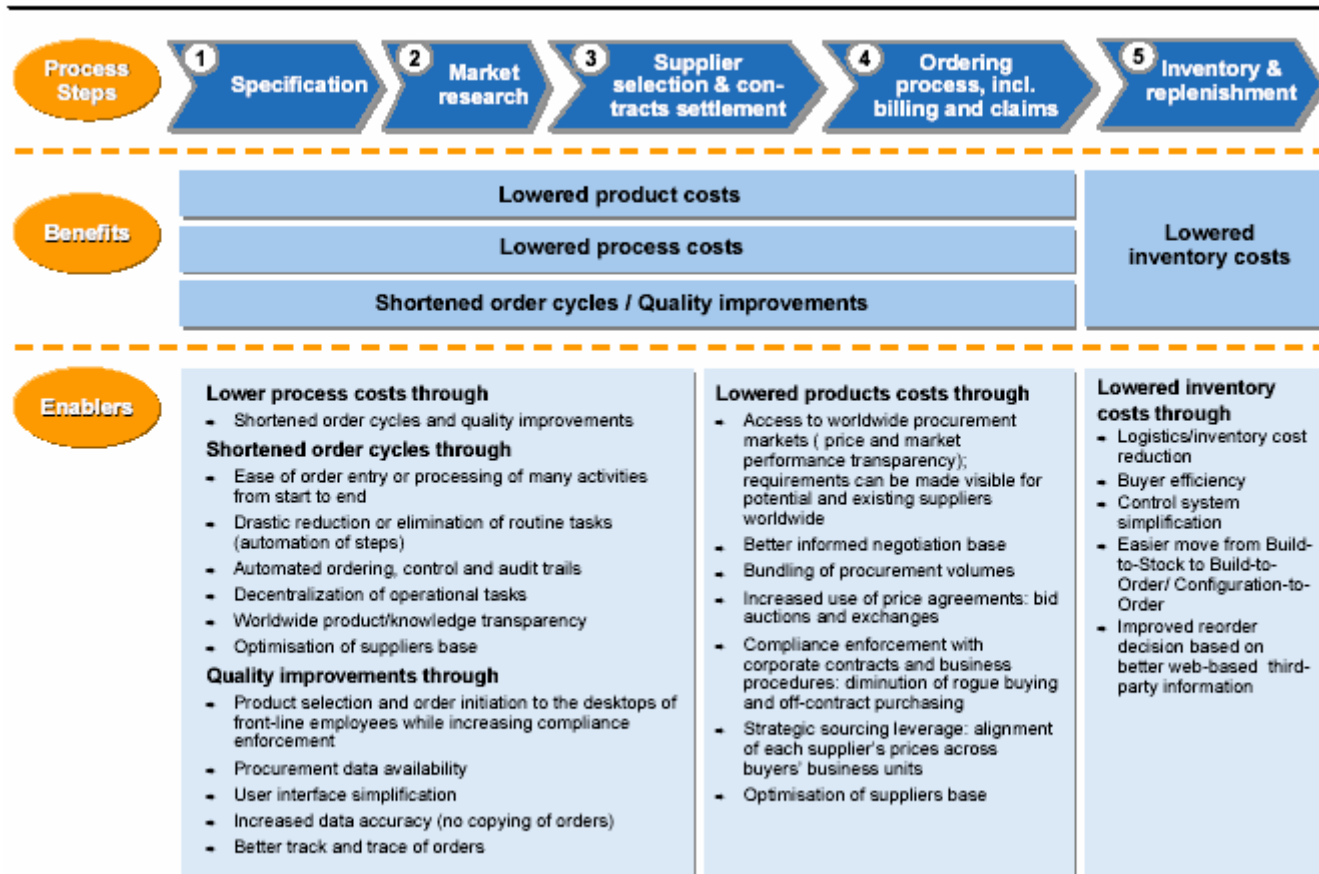 Process
Steps
1
Specification
2
Market
research
3
Supplier
selection & con-
tracts settlement
4
Ordering
process, incl.
billing and claims
5
Inventory &
replenishment
Benefits
Lowered product costs
Lowered process costs
Shortened order cycles / Quality improvements
Lowered
inventory costs
Enablers
Lower process costs through
Shortened order cycles and quality improvements
Shortened order cycles through
Ease of order entry or processing of many activities
from start to end
Drastic reduction or elimination of routine tasks
(automation of steps)
Automated ordering, control and audit trails
Decentralization of operational tasks
Worldwide product/knowledge transparency
Optimisation of suppliers base
Quality improvements through
Product selection and order initiation to the desktops of
front-line employees while increasing compliance
enforcement
Procurement data availability
User interface simplification
Increased data accuracy (no copying of orders)
Better track and trace of orders
Lowered products costs through
Access to worldwide procurement
markets ( price and market
performance transparency);
requirements can be made visible for
potential and existing suppliers
worldwide
Better informed negotiation base
Bundling of procurement volumes
Increased use of price agreements: bid
auctions and exchanges
Compliance enforcement with
corporate contracts and business
procedures: diminution of rogue buying
and off-contract purchasing
Strategic sourcing leverage: alignment
of each supplier's prices across
buyers' business units
Optimisation of suppliers base
Lowered inventory
costs through
Logistics/inventory cost
reduction
Buyer efficiency
Control system
simplification
Easier move from Build-
to-Stock to Build-to-
Order/ Configuration-to-
Order
Improved reorder
decision based on
better web-based third-
party information